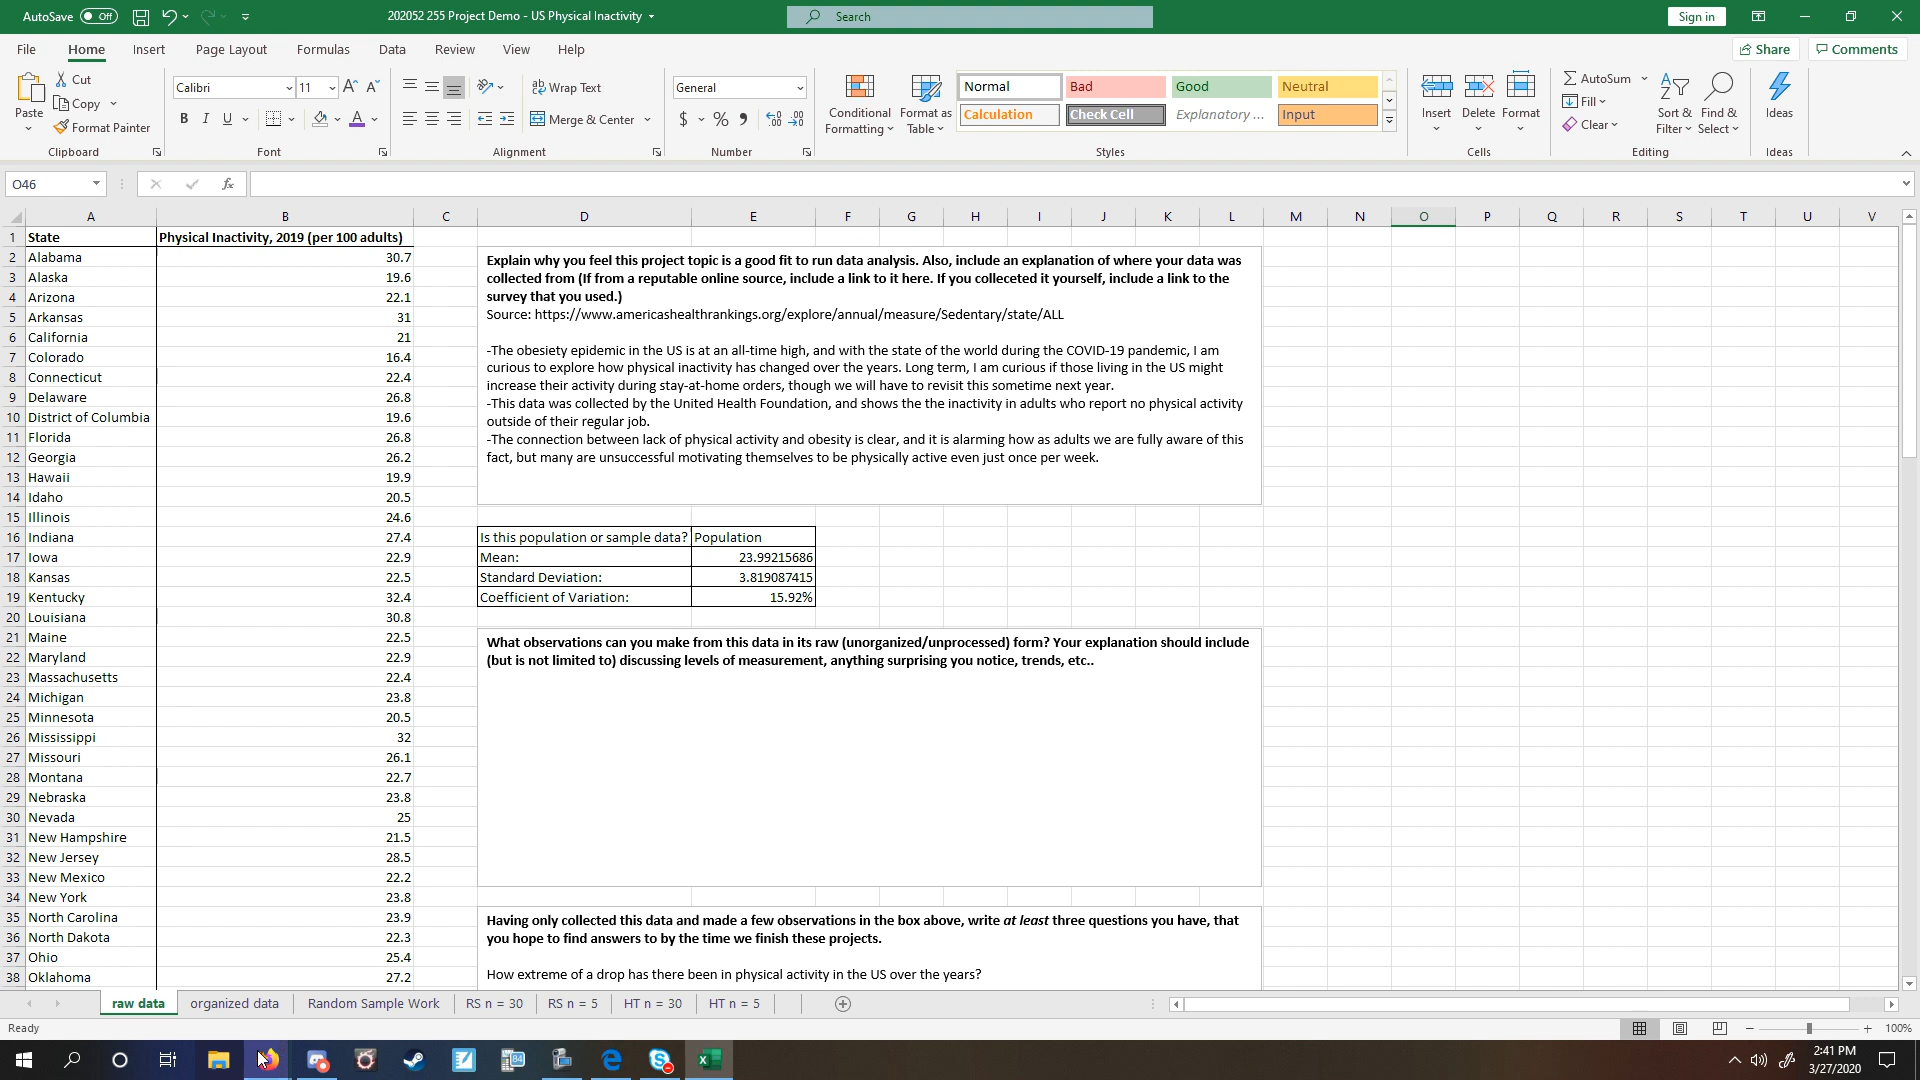 AutoSave Off 202052 255 Project Demo - US Physical Inactivity Search Sign in
File Home Insert Page Layout Formulas Data Review View Help Share Comments
Cut Calibri 11 Wrap Text General Normal Bad Good Neutral AutoSum
Paste Copy Format Painter Merge & Center Conditional Formatting Format as Table Calculation Check Cell Explanatory ... Input Insert Delete Format Fill Clear Sort & Filter Find & Select Ideas
Clipboard Font Alignment Number Styles Cells Editing Ideas
O46 fx
A B C D E F G H I J K L M N O P Q R S T U V
1 State Physical Inactivity, 2019 (per 100 adults)
2 Alabama 30.7
3 Alaska 19.6
4 Arizona 22.1
5 Arkansas 31
6 California 21
7 Colorado 16.4
8 Connecticut 22.4
9 Delaware 26.8
10 District of Columbia 19.6
11 Florida 26.8
12 Georgia 26.2
13 Hawaii 19.9
14 Idaho 20.5
15 Illinois 24.6
16 Indiana 27.4
17 Iowa 22.9
18 Kansas 22.5
19 Kentucky 32.4
20 Louisiana 30.8
21 Maine 22.5
22 Maryland 22.9
23 Massachusetts 22.4
24 Michigan 23.8
25 Minnesota 20.5
26 Mississippi 32
27 Missouri 26.1
28 Montana 22.7
29 Nebraska 23.8
30 Nevada 25
31 New Hampshire 21.5
32 New Jersey 28.5
33 New Mexico 22.2
34 New York 23.8
35 North Carolina 23.9
36 North Dakota 22.3
37 Ohio 25.4
38 Oklahoma 27.2
Explain why you feel this project topic is a good fit to run data analysis. Also, include an explanation of where your data was
collected from (If from a reputable online source, include a link to it here. If you colleceted it yourself, include a link to the
survey that you used.)
Source: https://www.americashealthrankings.org/explore/annual/measure/Sedentary/state/ALL
-The obesiety epidemic in the US is at an all-time high, and with the state of the world during the COVID-19 pandemic, I am
curious to explore how physical inactivity has changed over the years. Long term, I am curious if those living in the US might
increase their activity during stay-at-home orders, though we will have to revisit this sometime next year.
-This data was collected by the United Health Foundation, and shows the the inactivity in adults who report no physical activity
outside of their regular job.
-The connection between lack of physical activity and obesity is clear, and it is alarming how as adults we are fully aware of this
fact, but many are unsuccessful motivating themselves to be physically active even just once per week.
Is this population or sample data? Population
Mean: 23.99215686
Standard Deviation: 3.819087415
Coefficient of Variation: 15.92%
What observations can you make from this data in its raw (unorganized/unprocessed) form? Your explanation should include
(but is not limited to) discussing levels of measurement, anything surprising you notice, trends, etc..
Having only collected this data and made a few observations in the box above, write at least three questions you have, that
you hope to find answers to by the time we finish these projects.
How extreme of a drop has there been in physical activity in the US over the years?
raw data organized data Random Sample Work RS n = 30 RS n = 5 HT n = 30 HT n = 5
Ready 100%
2:41 PM
3/27/2020